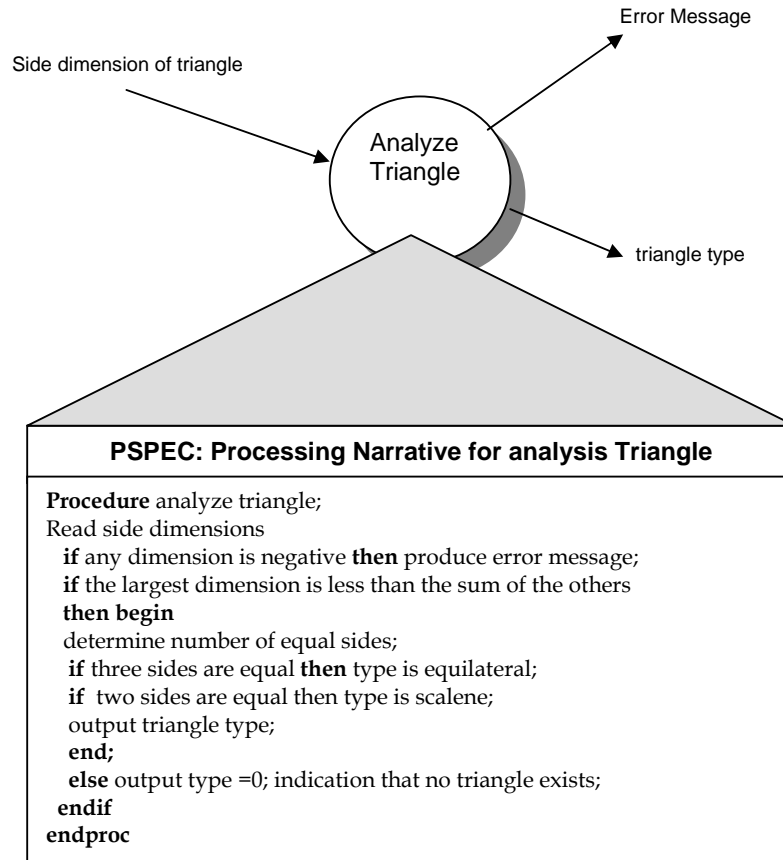 Error Message
Side dimension of triangle
Analyze
Triangle
triangle type
PSPEC: Processing Narrative for analysis Triangle
Procedure analyze triangle;
Read side dimensions
if any dimension is negative then produce error message;
if the largest dimension is less than the sum of the others
then begin
determine number of equal sides;
if three sides are equal then type is equilateral;
if two sides are equal then type is scalene;
output triangle type;
end;
else output type =0; indication that no triangle exists;
endif
endproc